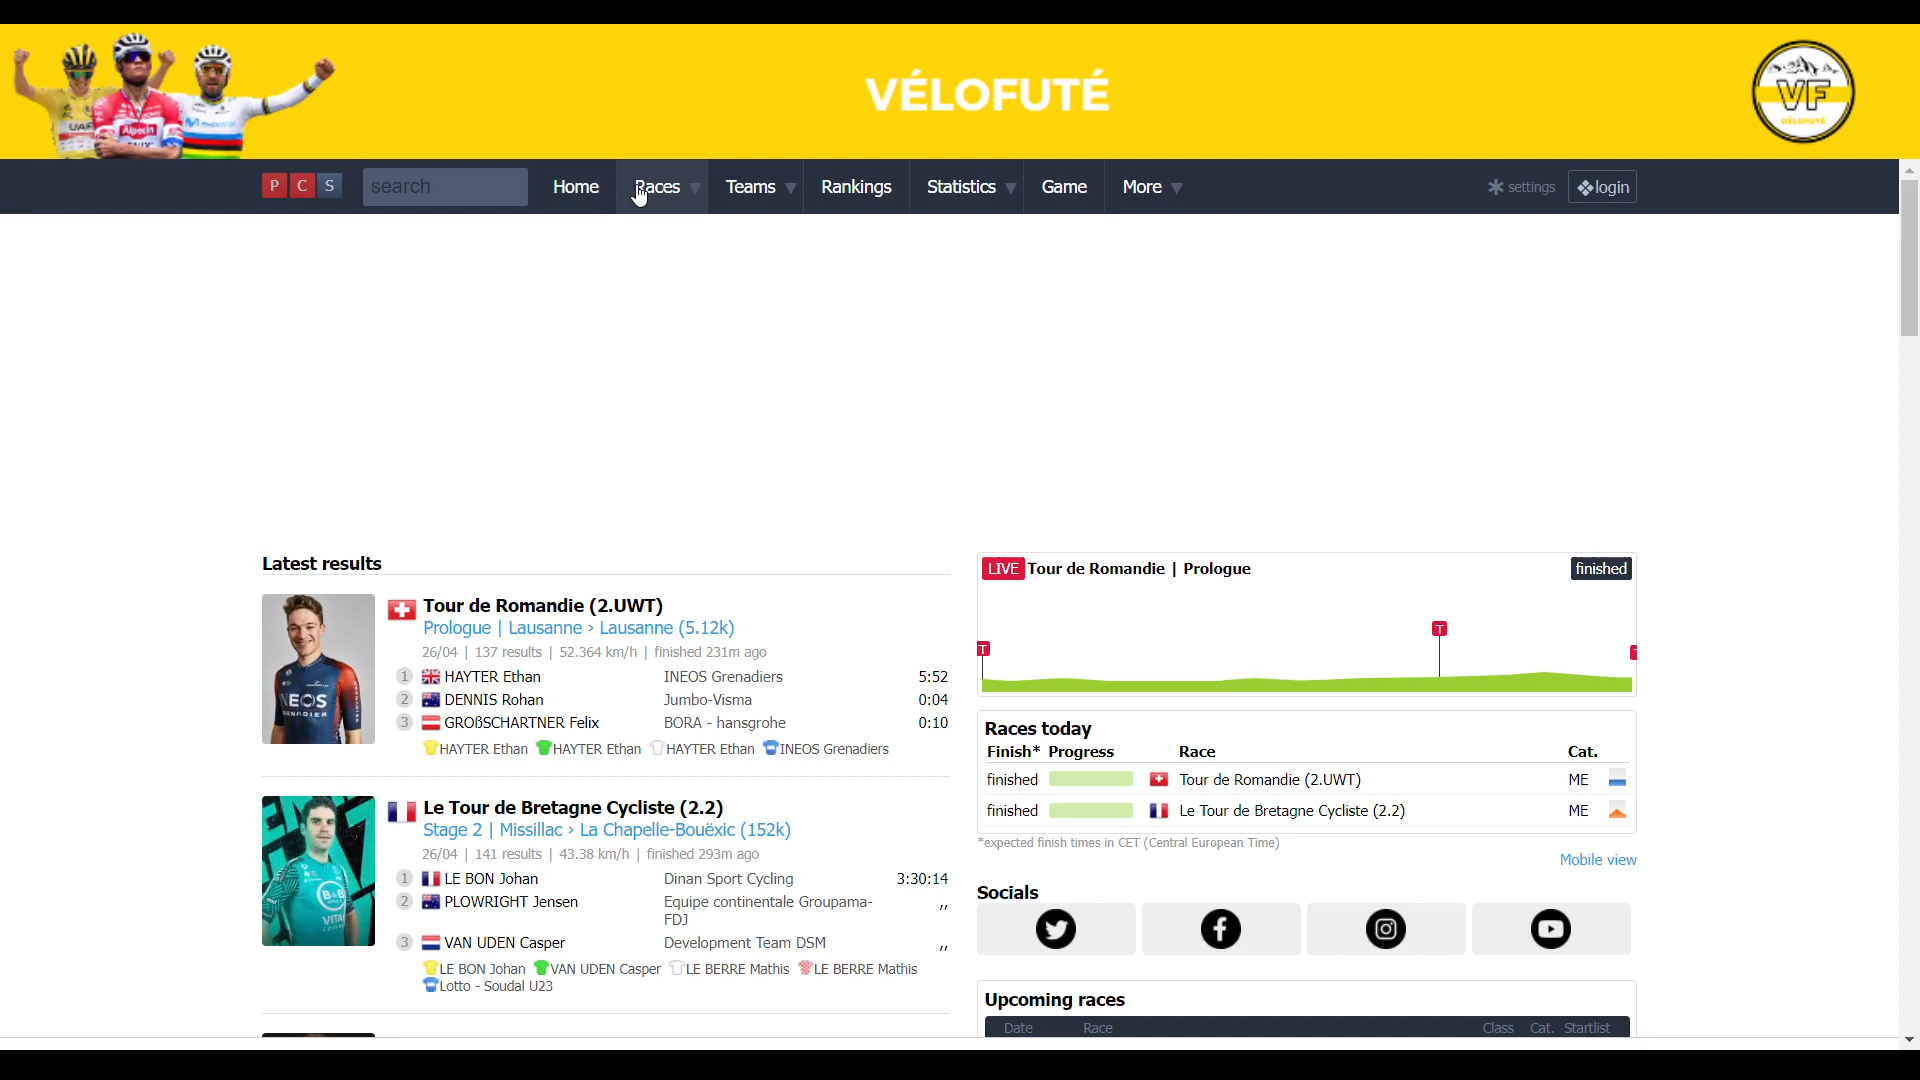 VÉLOFUTÉ
VF
VÉLOFUTÉ
UAE
Alpecin
P C S search Home Races Teams Rankings Statistics Game More settings login
Latest results
Tour de Romandie (2.UWT)
Prologue | Lausanne › Lausanne (5.12k)
26/04 | 137 results | 52.364 km/h | finished 231m ago
1 HAYTER Ethan INEOS Grenadiers 5:52
2 DENNIS Rohan Jumbo-Visma 0:04
3 GROßSCHARTNER Felix BORA - hansgrohe 0:10
HAYTER Ethan HAYTER Ethan HAYTER Ethan INEOS Grenadiers
Le Tour de Bretagne Cycliste (2.2)
Stage 2 | Missillac › La Chapelle-Bouëxic (152k)
26/04 | 141 results | 43.38 km/h | finished 293m ago
1 LE BON Johan Dinan Sport Cycling 3:30:14
2 PLOWRIGHT Jensen Equipe continentale Groupama- ,,
FDJ
3 VAN UDEN Casper Development Team DSM ,,
LE BON Johan VAN UDEN Casper LE BERRE Mathis LE BERRE Mathis
Lotto - Soudal U23
LIVE Tour de Romandie | Prologue finished
T
T
Races today
Finish* Progress Race Cat.
finished Tour de Romandie (2.UWT) ME
finished Le Tour de Bretagne Cycliste (2.2) ME
*expected finish times in CET (Central European Time)
Mobile view
Socials
Upcoming races
Date Race Class Cat. Startlist